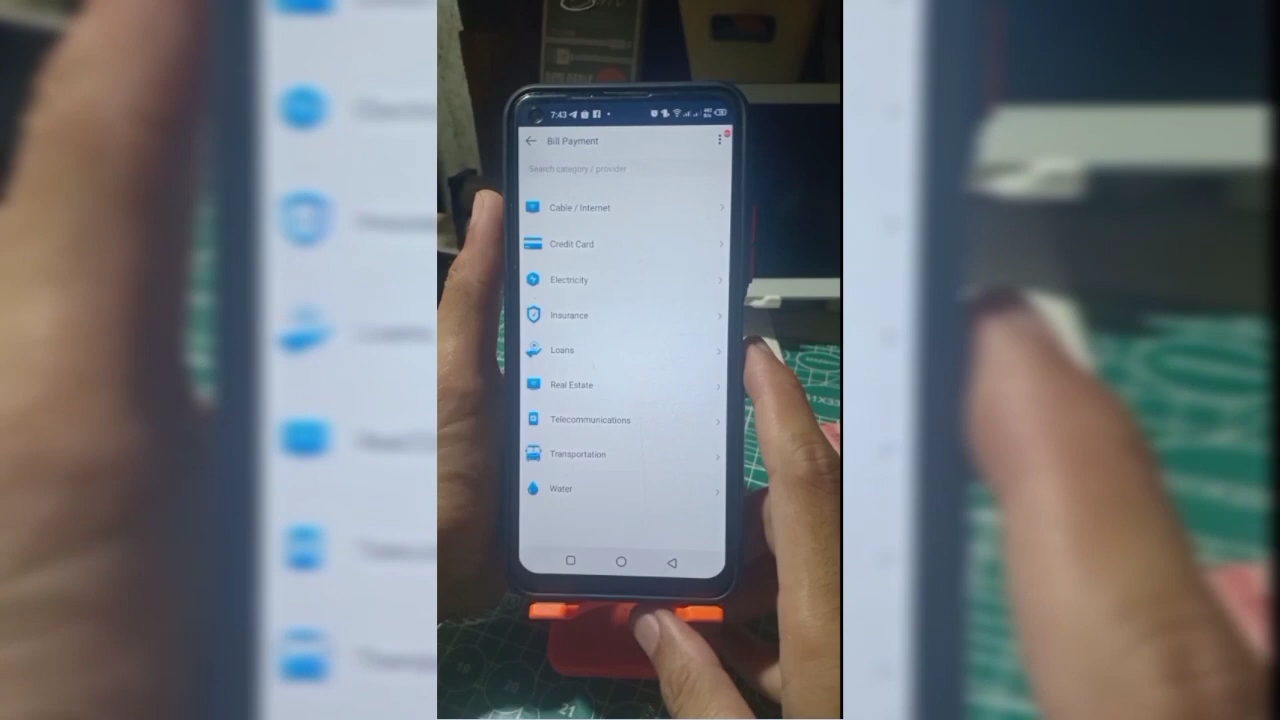 7:43
Bill Payment
Search category / provider
Cable / Internet
Credit Card
Electricity
Insurance
Loans
Real Estate
Telecommunications
Transportation
Water
21